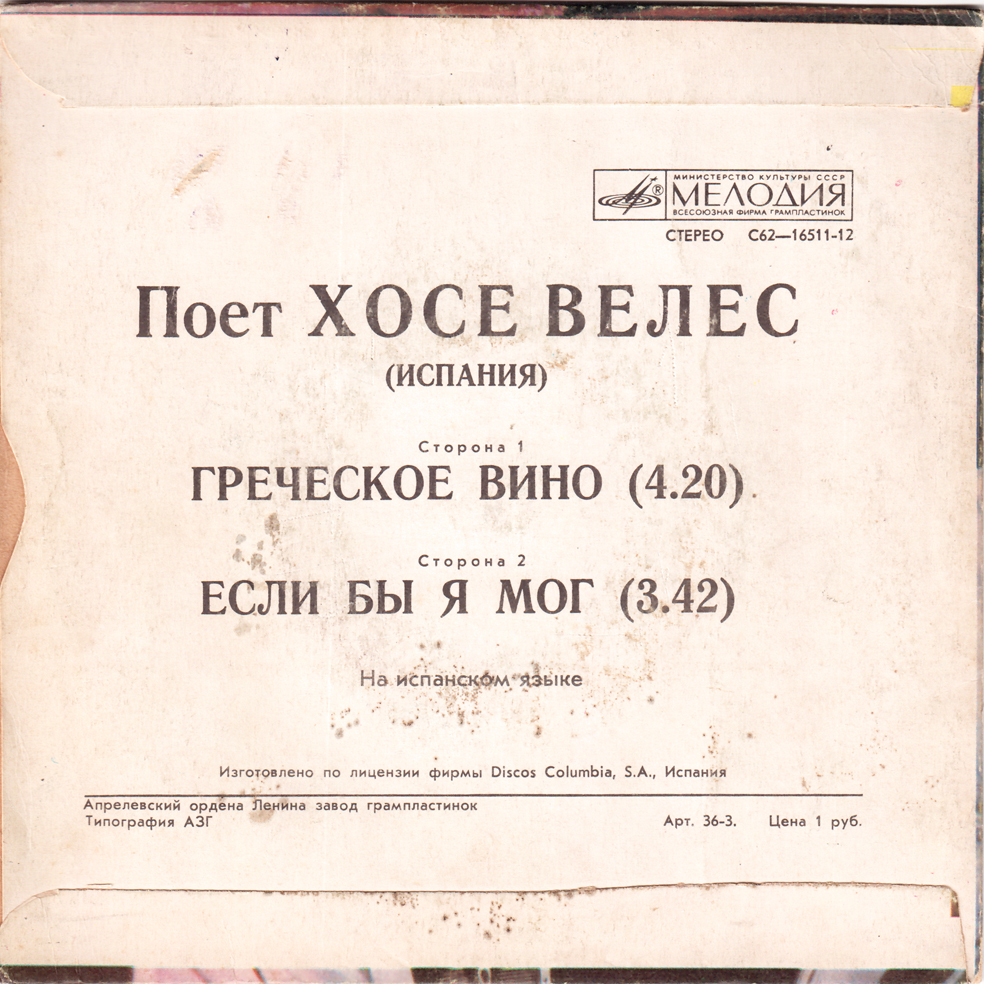 МИНИСТЕРСТВО КУЛЬТУРЫ СССР
® МЕЛОДИЯ
ВСЕСОЮЗНАЯ ФИРМА ГРАМПЛАСТИНОК
СТЕРЕО С62—16511-12
Поет ХОСЕ ВЕЛЕС
(ИСПАНИЯ)
Сторона 1
ГРЕЧЕСКОЕ ВИНО (4.20)
Сторона 2
ЕСЛИ БЫ Я МОГ (3.42)
На испанском языке
Изготовлено по лицензии фирмы Discos Columbia, S.A., Испания
Апрелевский ордена Ленина завод грампластинок
Типография АЗГ Арт. 36-3. Цена 1 руб.